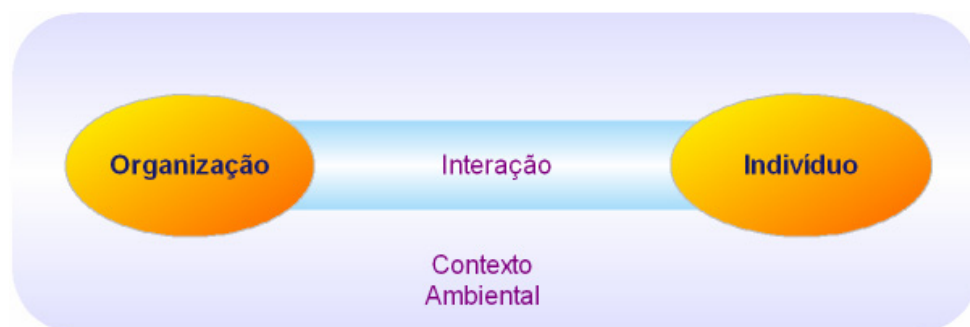 Organização
Interação
Indivíduo
Contexto
Ambiental